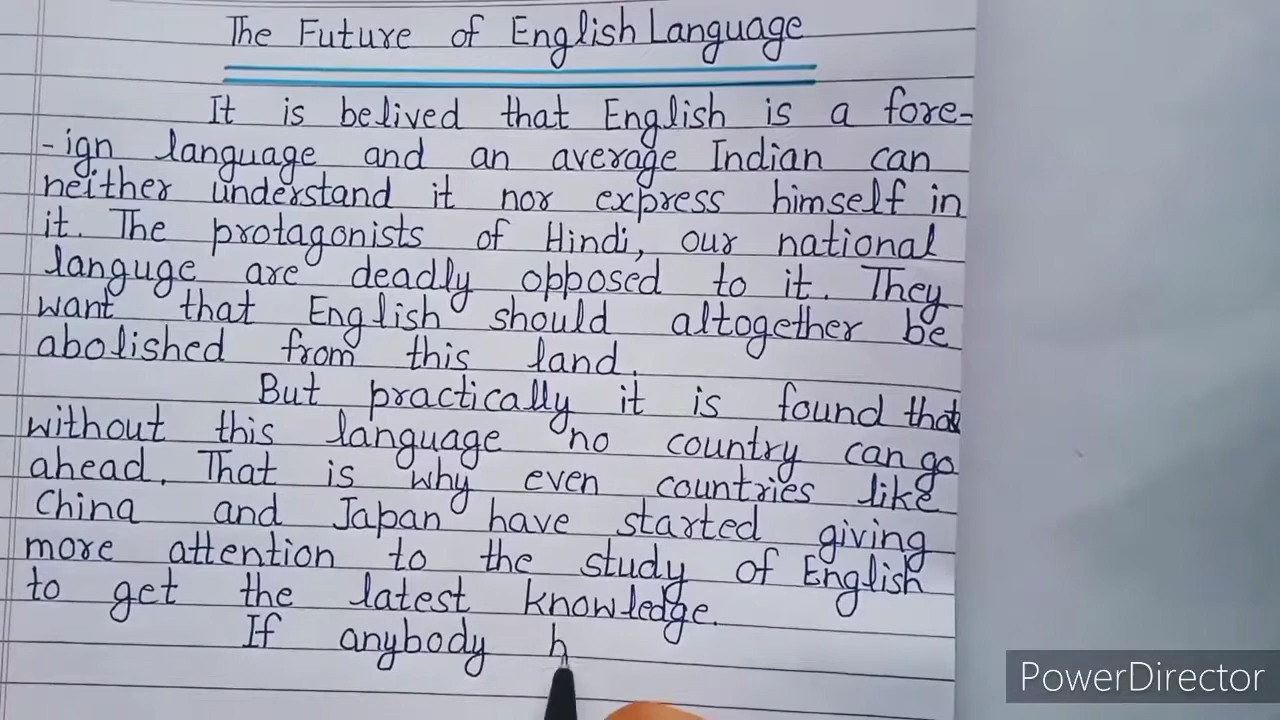 The Future of English Language
It is belived that English is a fore-
-ign language and an average Indian can
neither understand it nor express himself in
it. The protagonists of Hindi, our national
languge are deadly opposed to it. They
want that English should altogether be
abolished from this land.
But practically it is found that
without this language no country can go
ahead. That is why even countries like
China and Japan have started giving
more attention to the study of English
to get the latest knowledge.
If anybody h
PowerDirector